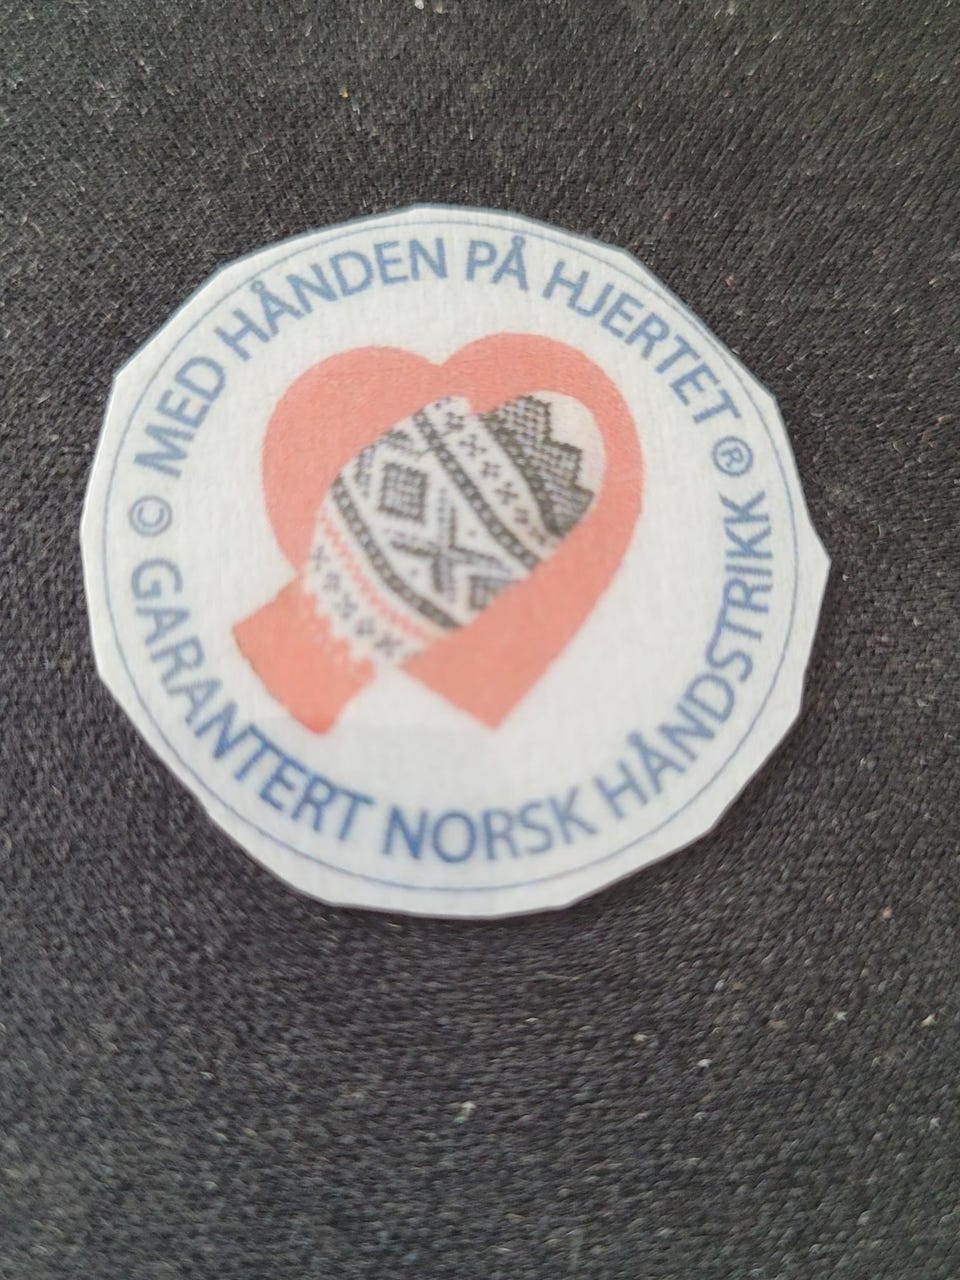 © MED HÅNDEN PÅ HJERTET ®
GARANTERT NORSK HÅNDSTRIKK